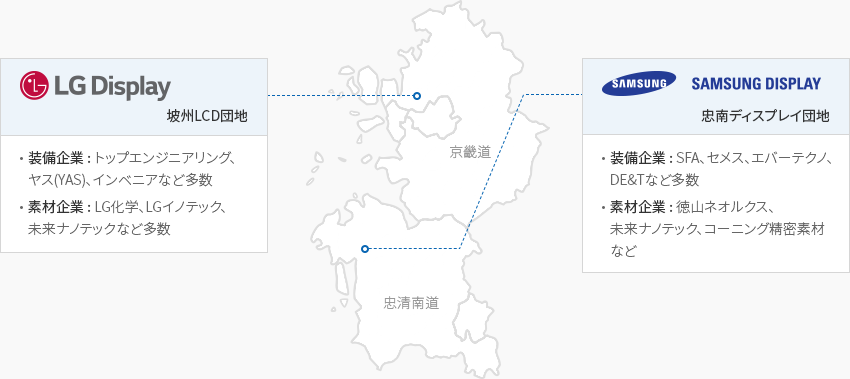 LG Display
坡州LCD団地
・装備企業 : トップエンジニアリング、
ヤス(YAS)、インベニアなど多数
・素材企業 : LG化学、LGイノテック、
未来ナノテックなど多数
京畿道
忠清南道
SAMSUNG SAMSUNG DISPLAY
忠南ディスプレイ団地
・装備企業 : SFA、セメス、エバーテクノ、
DE&Tなど多数
・素材企業 : 徳山ネオルクス、
未来ナノテック、コーニング精密素材
など